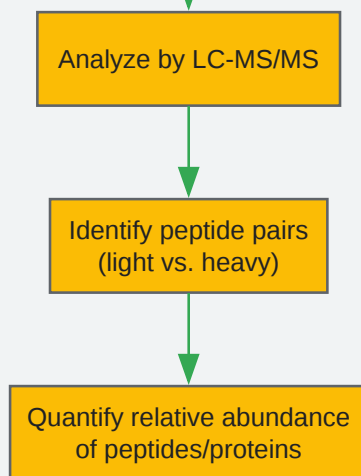 Analyze by LC-MS/MS
Identify peptide pairs
(light vs. heavy)
Quantify relative abundance
of peptides/proteins